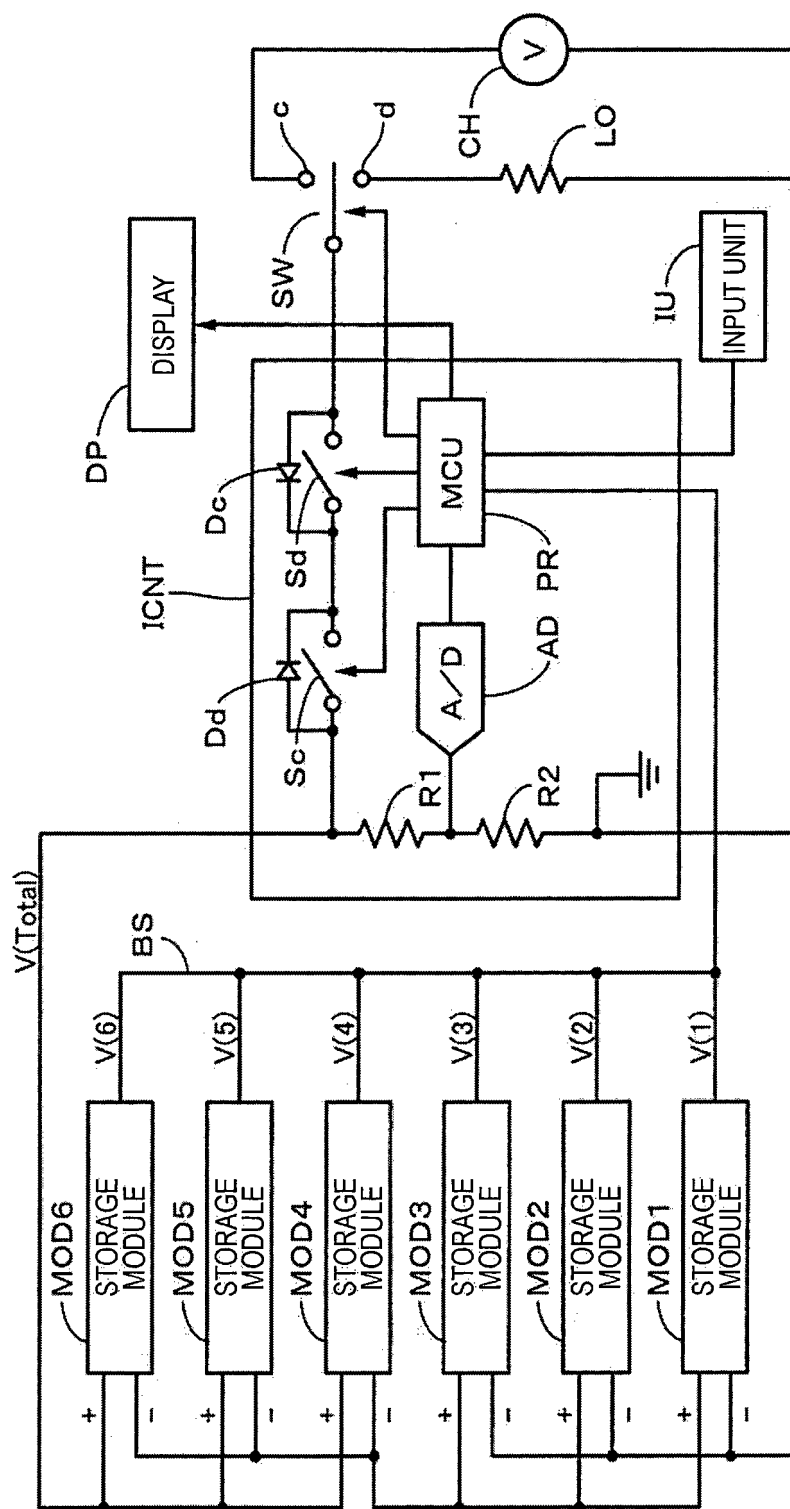 V(Total)
MOD6
STORAGE
MODULE
+
-
V(6)
MOD5
STORAGE
MODULE
+
-
V(5)
MOD4
STORAGE
MODULE
+
-
V(4)
MOD3
STORAGE
MODULE
+
-
V(3)
MOD2
STORAGE
MODULE
+
-
V(2)
MOD1
STORAGE
MODULE
+
-
V(1)
BS
ICNT
Dd
Sc
Dc
Sd
R1
R2
A/D
AD
MCU
PR
DP
DISPLAY
SW
c
d
CH
V
LO
IU
INPUT UNIT